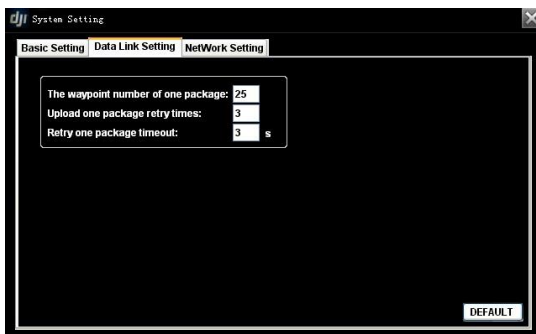 dji System Setting
Basic Setting Data Link Setting NetWork Setting
The waypoint number of one package: 25
Upload one package retry times: 3
Retry one package timeout: 3 s
DEFAULT